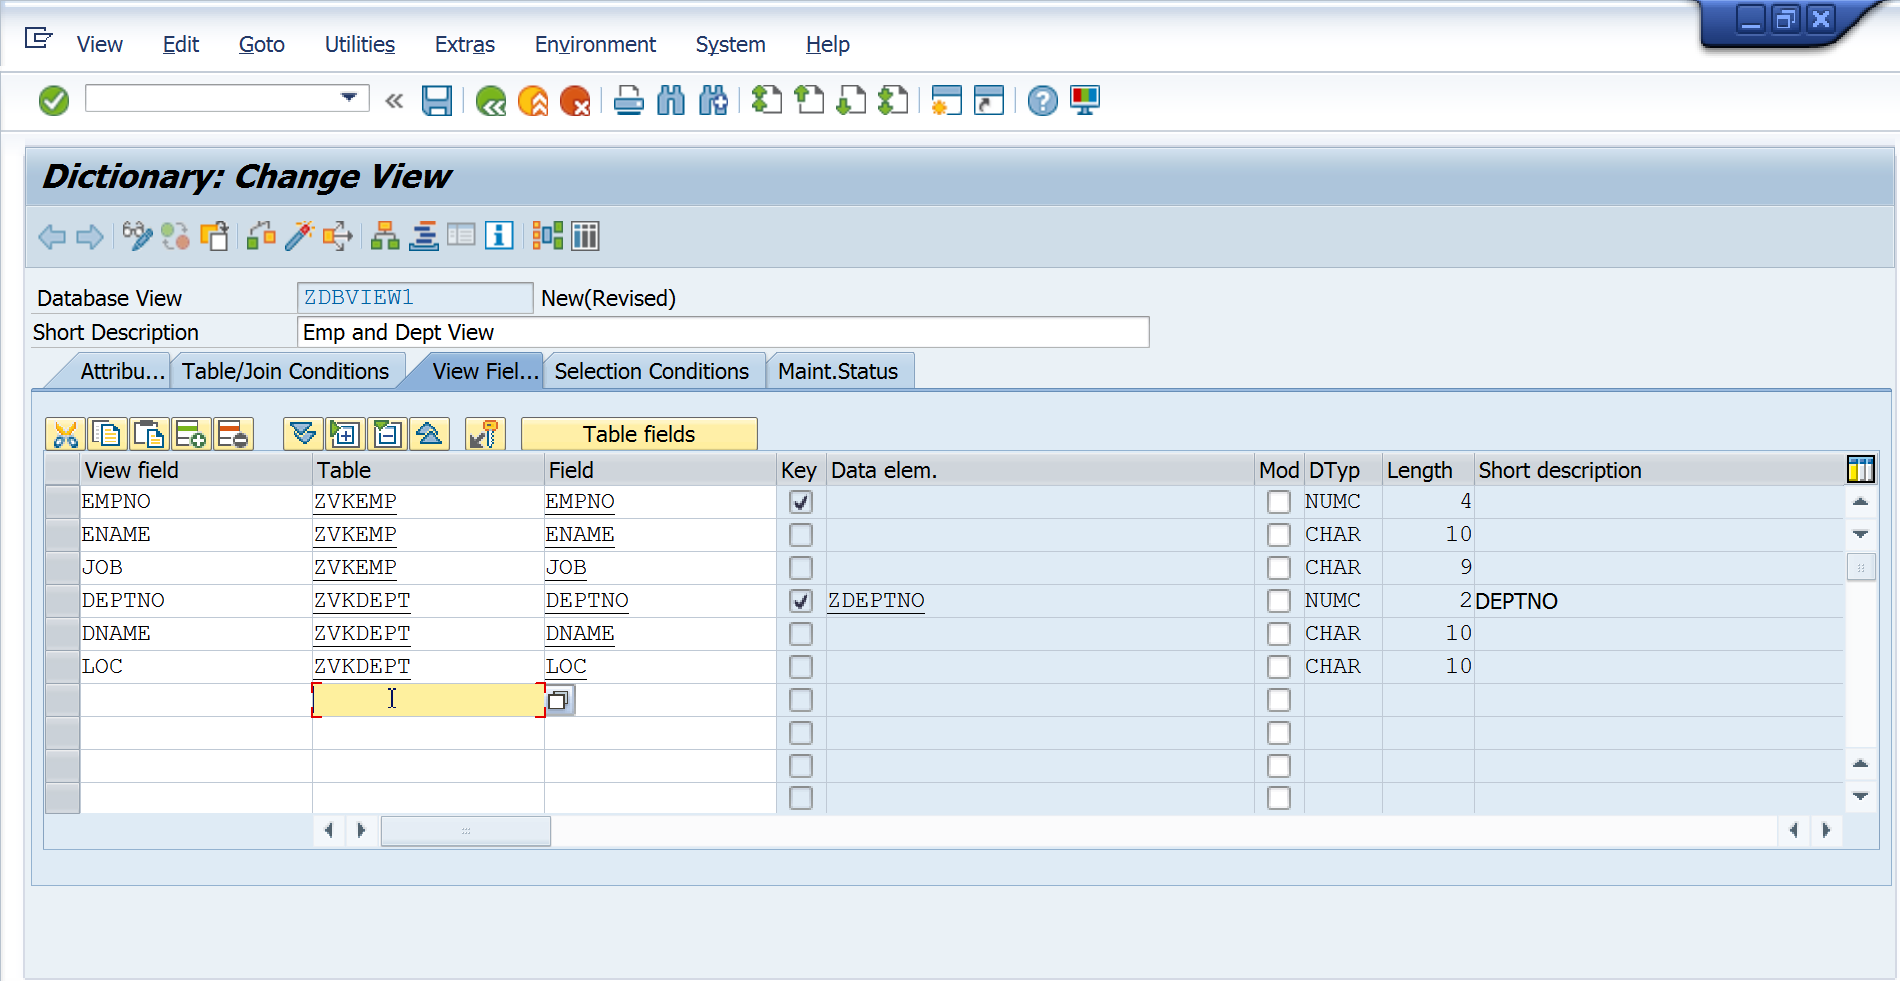 View Edit Goto Utilities Extras Environment System Help
Dictionary: Change View
Database View ZDBVIEW1 New(Revised)
Short Description Emp and Dept View
Attribu... Table/Join Conditions View Fiel... Selection Conditions Maint.Status
Table fields
View field Table Field Key Data elem. Mod DTyp Length Short description
EMPNO ZVKEMP EMPNO NUMC 4
ENAME ZVKEMP ENAME CHAR 10
JOB ZVKEMP JOB CHAR 9
DEPTNO ZVKDEPT DEPTNO ZDEPTNO NUMC 2 DEPTNO
DNAME ZVKDEPT DNAME CHAR 10
LOC ZVKDEPT LOC CHAR 10